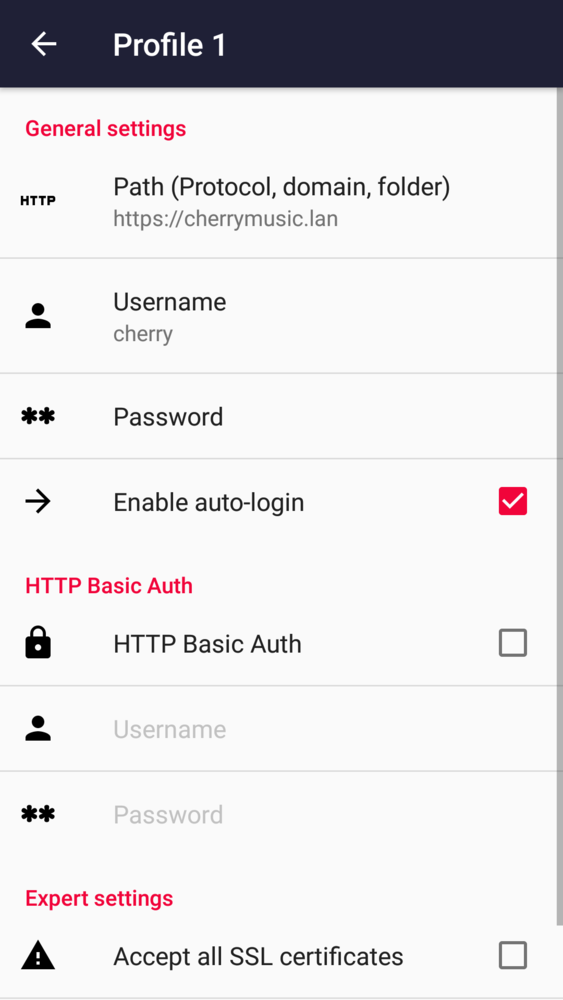 Profile 1
General settings
HTTP
Path (Protocol, domain, folder)
https://cherrymusic.lan
Username
cherry
**
Password
Enable auto-login
HTTP Basic Auth
HTTP Basic Auth
Username
**
Password
Expert settings
Accept all SSL certificates